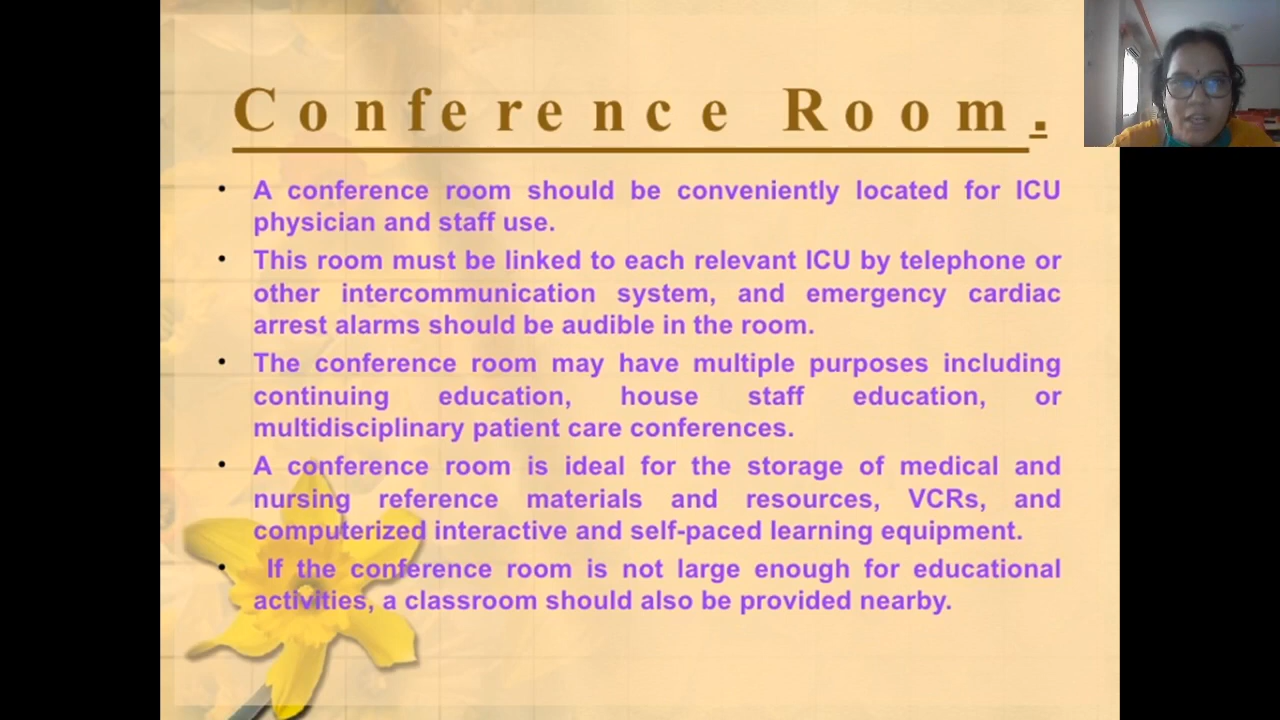 Conference Room.
• A conference room should be conveniently located for ICU
physician and staff use.
• This room must be linked to each relevant ICU by telephone or
other intercommunication system, and emergency cardiac
arrest alarms should be audible in the room.
• The conference room may have multiple purposes including
continuing education, house staff education, or
multidisciplinary patient care conferences.
• A conference room is ideal for the storage of medical and
nursing reference materials and resources, VCRs, and
computerized interactive and self-paced learning equipment.
• If the conference room is not large enough for educational
activities, a classroom should also be provided nearby.